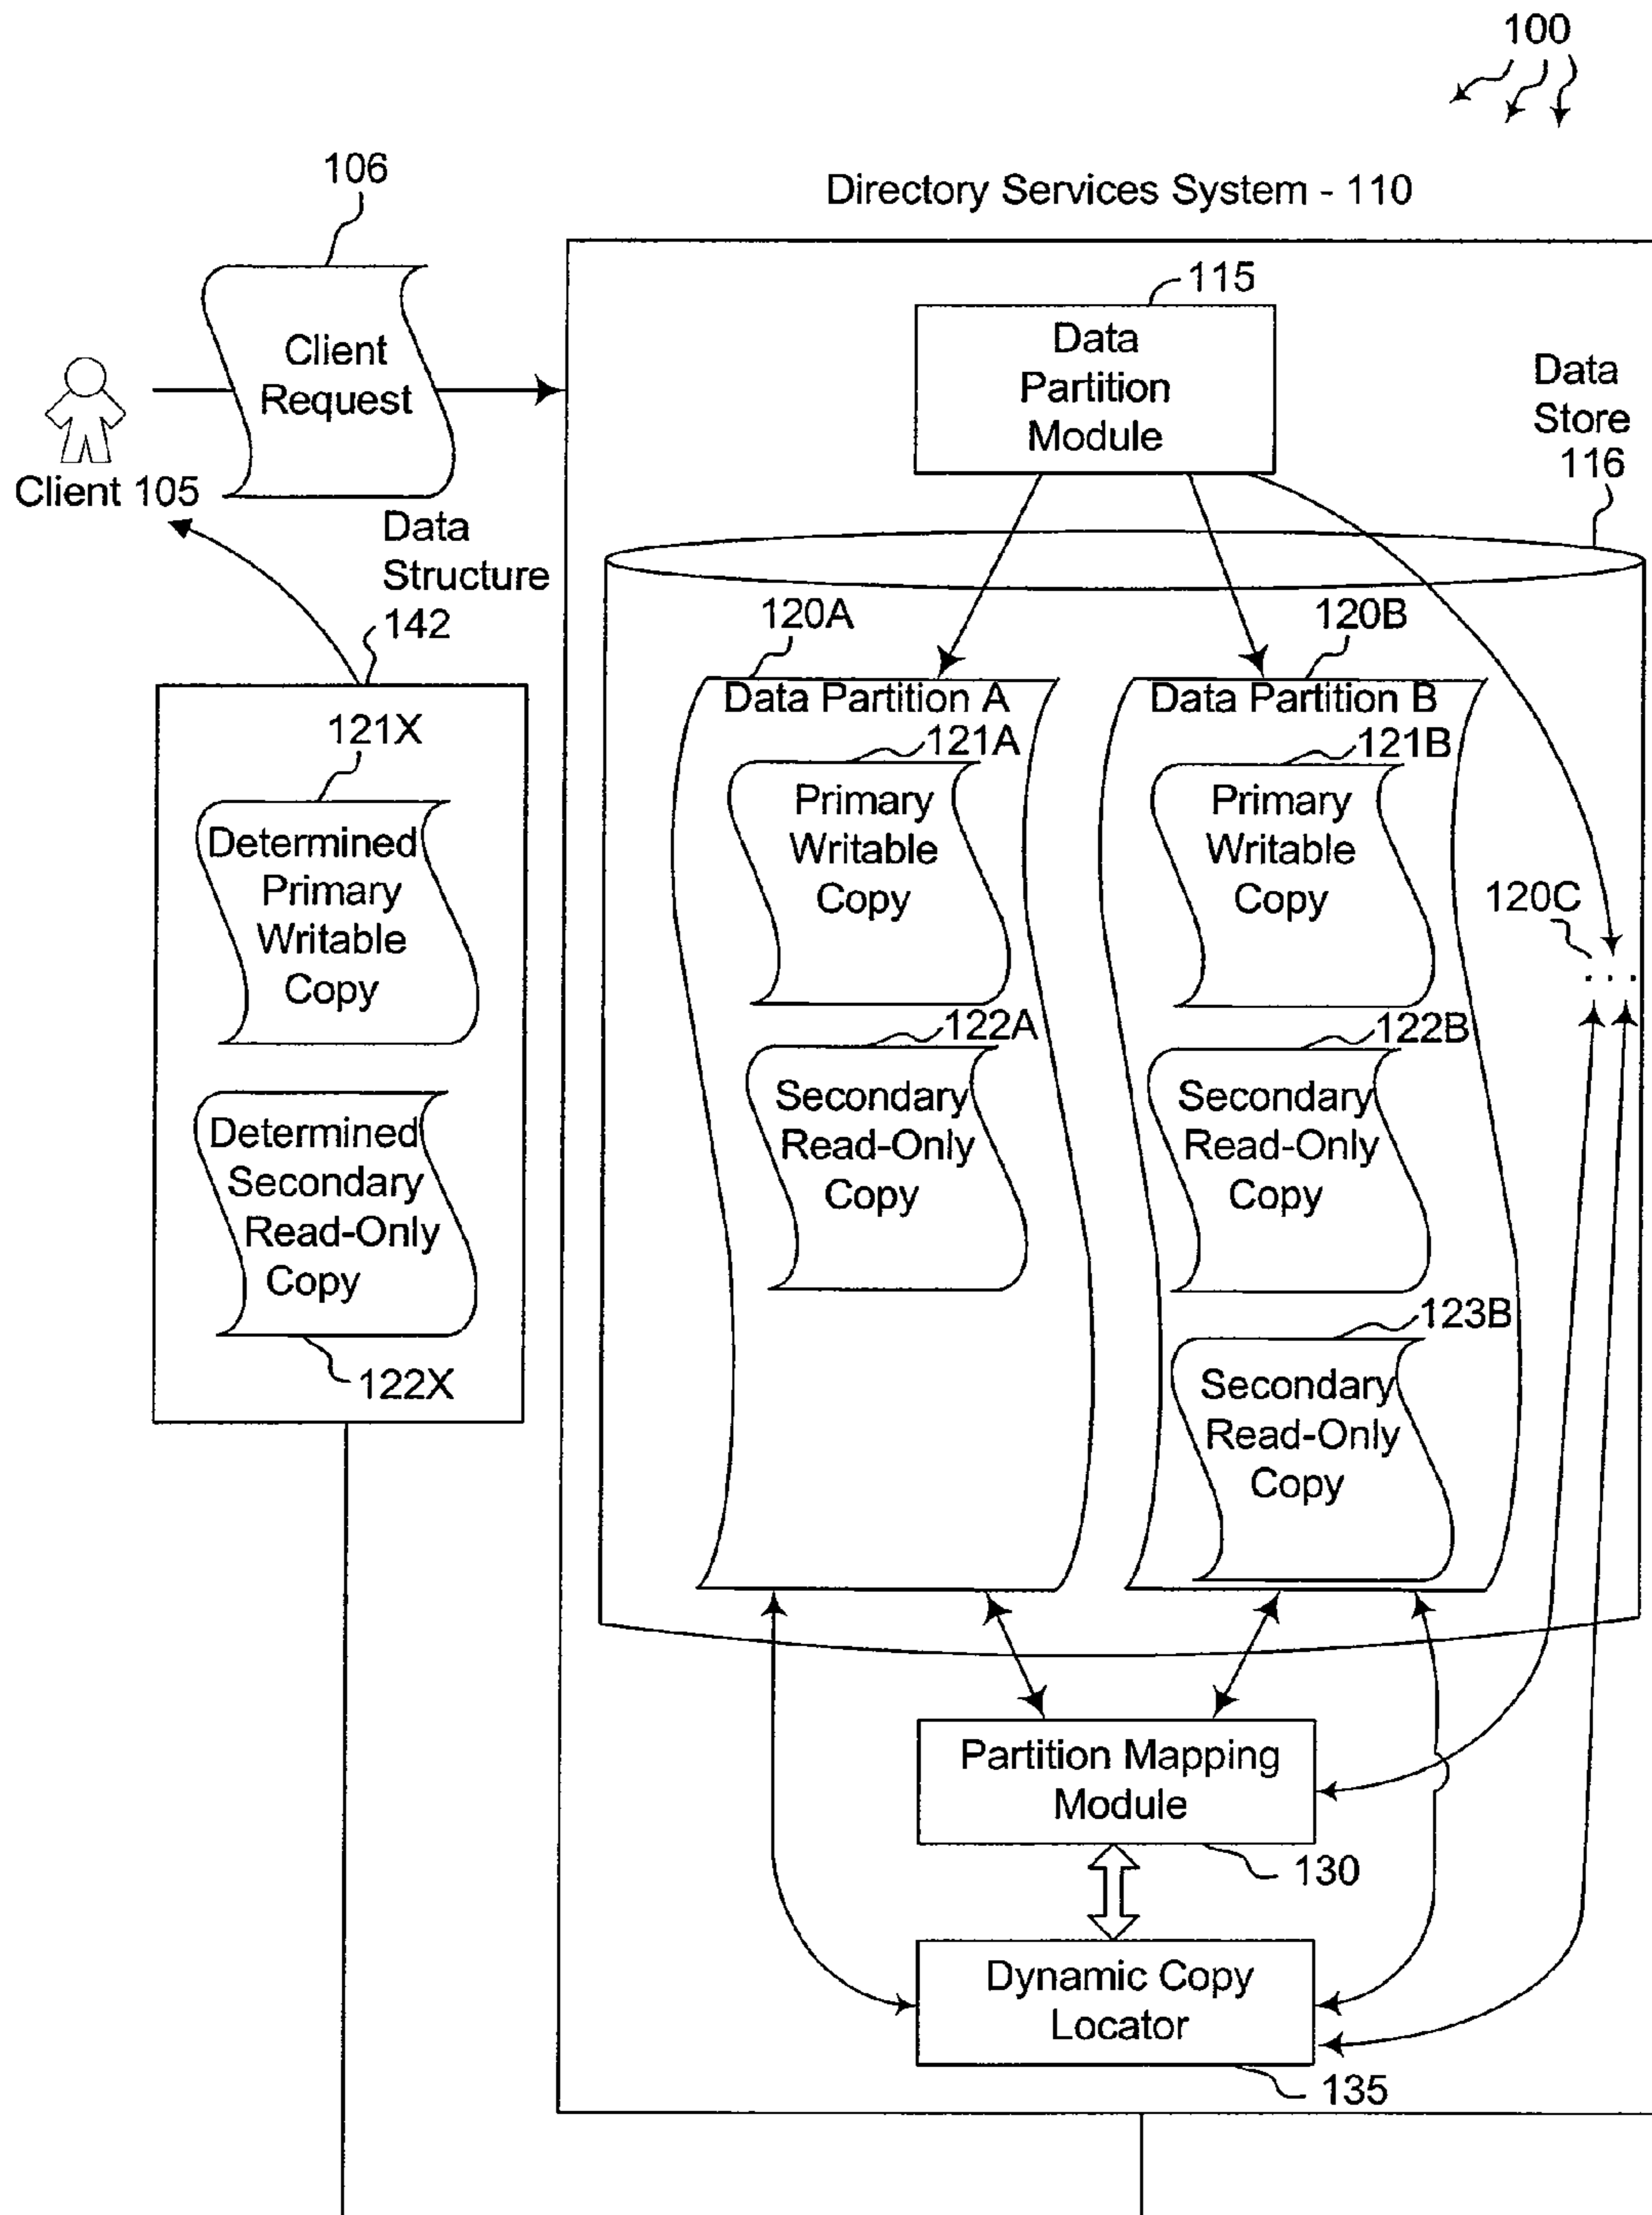 100
106
Directory Services System - 110
Client
Request
Client 105
115
Data
Partition
Module
Data
Store
116
Data
Structure
142
120A
120B
Data Partition A
Data Partition B
121X
121A
121B
Determined
Primary
Writable
Copy
Primary
Writable
Copy
Primary
Writable
Copy
120C
. . .
122A
122B
Determined
Secondary
Read-Only
Copy
Secondary
Read-Only
Copy
Secondary
Read-Only
Copy
122X
123B
Secondary
Read-Only
Copy
Partition Mapping
Module
130
Dynamic Copy
Locator
135